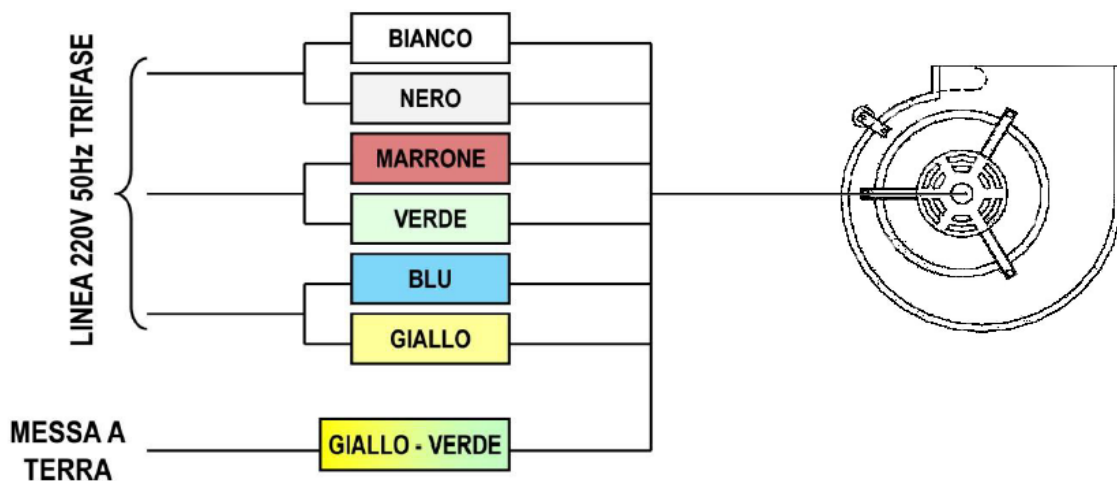 LINEA 220V 50Hz TRIFASE
BIANCO
NERO
MARRONE
VERDE
BLU
GIALLO
MESSA A
TERRA
GIALLO - VERDE